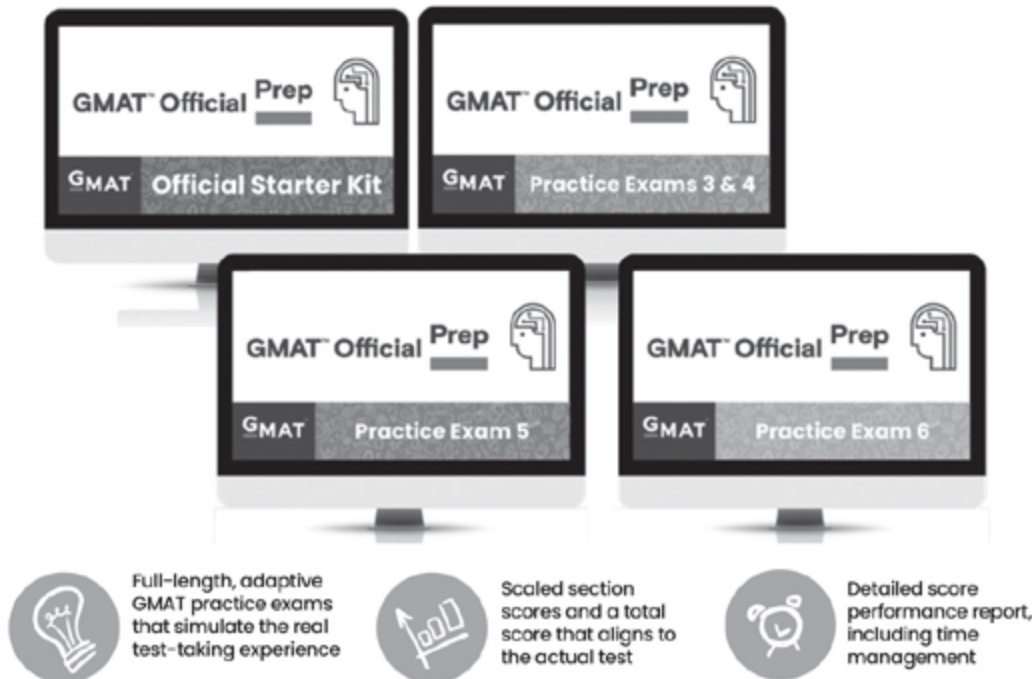 GMAT™ Official Prep
GMAT Official Starter Kit
GMAT™ Official Prep
GMAT Practice Exams 3 & 4
GMAT™ Official Prep
GMAT Practice Exam 5
GMAT™ Official Prep
GMAT Practice Exam 6
Full-length, adaptive
GMAT practice exams
that simulate the real
test-taking experience
Scaled section
scores and a total
score that aligns to
the actual test
Detailed score
performance report,
including time
management